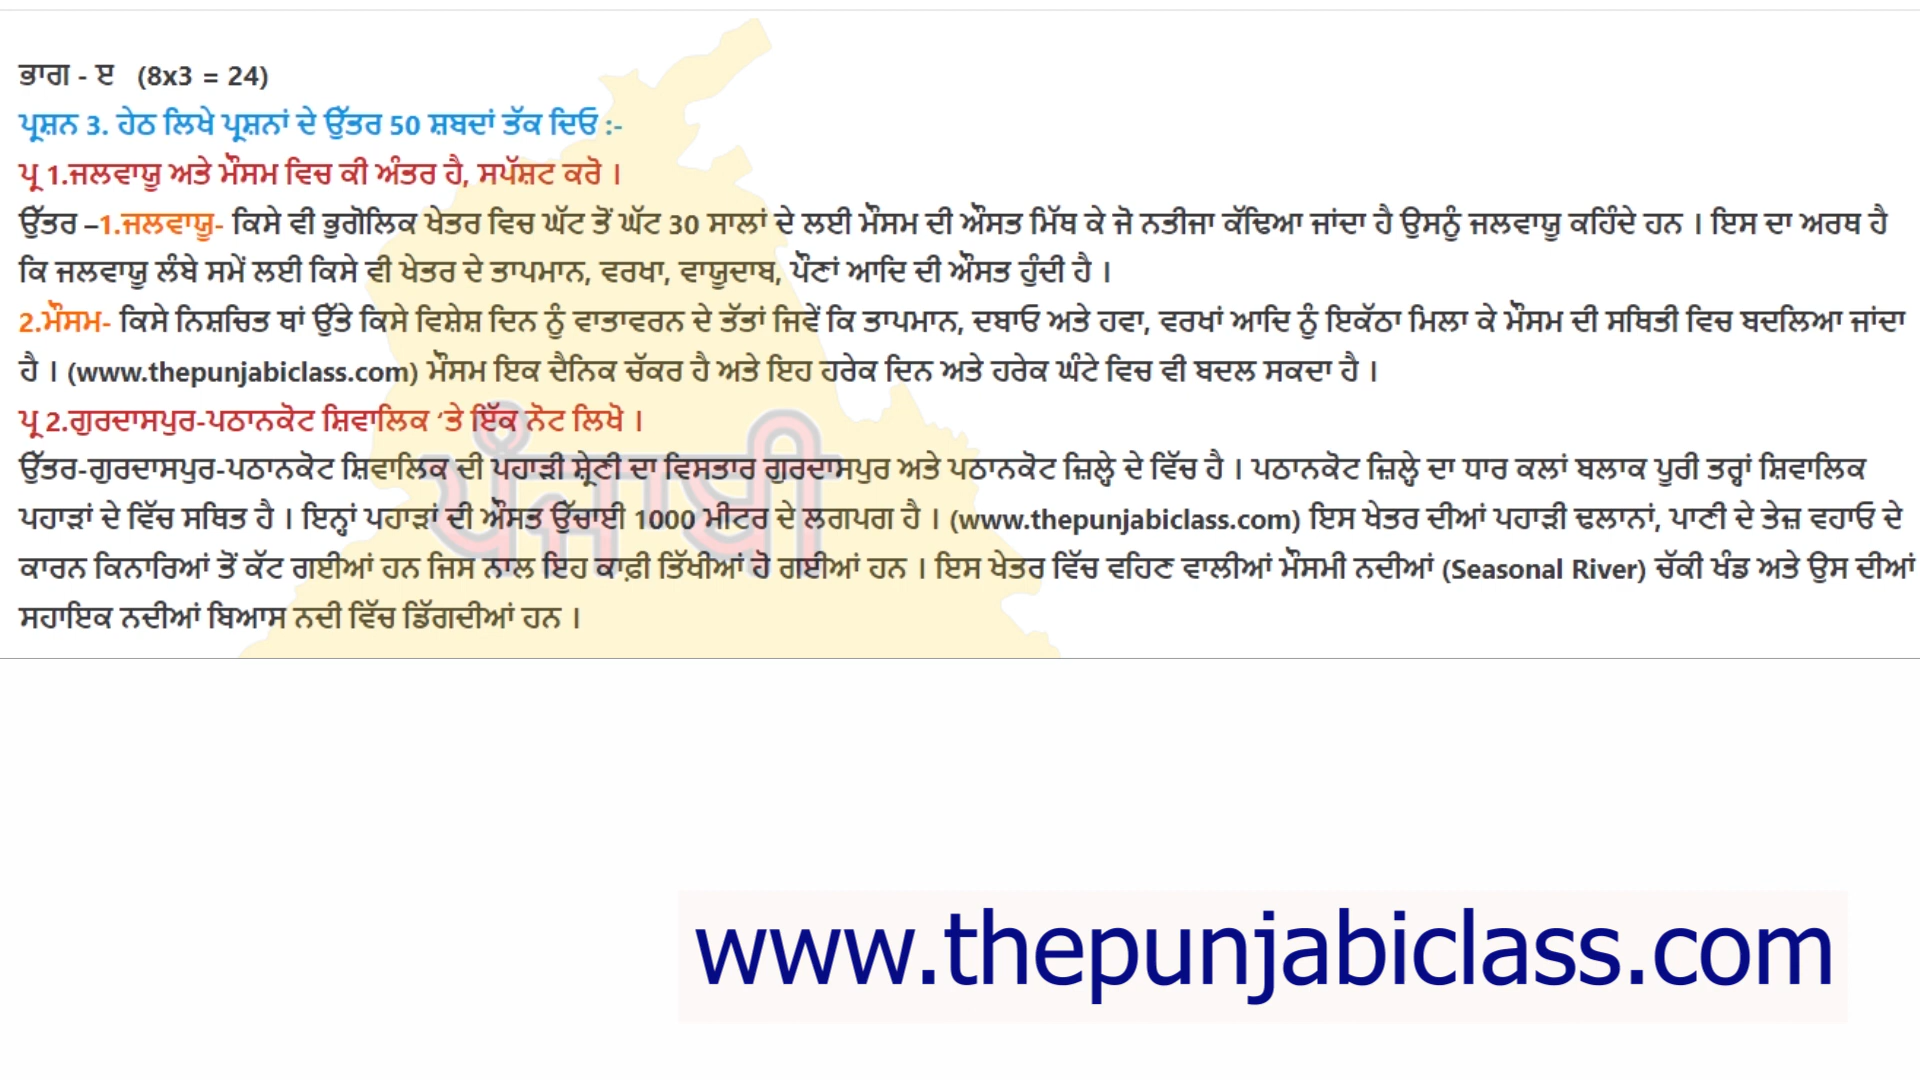 ਭਾਗ - ੲ (8x3 = 24)
ਪ੍ਰਸ਼ਨ 3. ਹੇਠ ਲਿਖੇ ਪ੍ਰਸ਼ਨਾਂ ਦੇ ਉੱਤਰ 50 ਸ਼ਬਦਾਂ ਤੱਕ ਦਿਓ :-
ਪ੍ਰ 1.ਜਲਵਾਯੂ ਅਤੇ ਮੌਸਮ ਵਿਚ ਕੀ ਅੰਤਰ ਹੈ, ਸਪੱਸ਼ਟ ਕਰੋ ।
ਉੱਤਰ –1.ਜਲਵਾਯੂ- ਕਿਸੇ ਵੀ ਭੁਗੋਲਿਕ ਖੇਤਰ ਵਿਚ ਘੱਟ ਤੋਂ ਘੱਟ 30 ਸਾਲਾਂ ਦੇ ਲਈ ਮੌਸਮ ਦੀ ਔਸਤ ਮਿੱਥ ਕੇ ਜੋ ਨਤੀਜਾ ਕੱਢਿਆ ਜਾਂਦਾ ਹੈ ਉਸਨੂੰ ਜਲਵਾਯੂ ਕਹਿੰਦੇ ਹਨ । ਇਸ ਦਾ ਅਰਥ ਹੈ
ਕਿ ਜਲਵਾਯੂ ਲੰਬੇ ਸਮੇਂ ਲਈ ਕਿਸੇ ਵੀ ਖੇਤਰ ਦੇ ਤਾਪਮਾਨ, ਵਰਖਾ, ਵਾਯੂਦਾਬ, ਪੌਣਾਂ ਆਦਿ ਦੀ ਔਸਤ ਹੁੰਦੀ ਹੈ ।
2.ਮੌਸਮ- ਕਿਸੇ ਨਿਸ਼ਚਿਤ ਥਾਂ ਉੱਤੇ ਕਿਸੇ ਵਿਸ਼ੇਸ਼ ਦਿਨ ਨੂੰ ਵਾਤਾਵਰਨ ਦੇ ਤੱਤਾਂ ਜਿਵੇਂ ਕਿ ਤਾਪਮਾਨ, ਦਬਾਓ ਅਤੇ ਹਵਾ, ਵਰਖਾਂ ਆਦਿ ਨੂੰ ਇਕੱਠਾ ਮਿਲਾ ਕੇ ਮੌਸਮ ਦੀ ਸਥਿਤੀ ਵਿਚ ਬਦਲਿਆ ਜਾਂਦਾ
ਹੈ । (www.thepunjabiclass.com) ਮੌਸਮ ਇਕ ਦੈਨਿਕ ਚੱਕਰ ਹੈ ਅਤੇ ਇਹ ਹਰੇਕ ਦਿਨ ਅਤੇ ਹਰੇਕ ਘੰਟੇ ਵਿਚ ਵੀ ਬਦਲ ਸਕਦਾ ਹੈ ।
ਪ੍ਰ 2.ਗੁਰਦਾਸਪੁਰ-ਪਠਾਨਕੋਟ ਸ਼ਿਵਾਲਿਕ ‘ਤੇ ਇੱਕ ਨੋਟ ਲਿਖੋ ।
ਉੱਤਰ-ਗੁਰਦਾਸਪੁਰ-ਪਠਾਨਕੋਟ ਸ਼ਿਵਾਲਿਕ ਦੀ ਪਹਾੜੀ ਸ਼੍ਰੇਣੀ ਦਾ ਵਿਸਤਾਰ ਗੁਰਦਾਸਪੁਰ ਅਤੇ ਪਠਾਨਕੋਟ ਜ਼ਿਲ੍ਹੇ ਦੇ ਵਿੱਚ ਹੈ । ਪਠਾਨਕੋਟ ਜ਼ਿਲ੍ਹੇ ਦਾ ਧਾਰ ਕਲਾਂ ਬਲਾਕ ਪੂਰੀ ਤਰ੍ਹਾਂ ਸ਼ਿਵਾਲਿਕ
ਪਹਾੜਾਂ ਦੇ ਵਿੱਚ ਸਥਿਤ ਹੈ । ਇਨ੍ਹਾਂ ਪਹਾੜਾਂ ਦੀ ਔਸਤ ਉੱਚਾਈ 1000 ਮੀਟਰ ਦੇ ਲਗਪਗ ਹੈ । (www.thepunjabiclass.com) ਇਸ ਖੇਤਰ ਦੀਆਂ ਪਹਾੜੀ ਢਲਾਨਾਂ, ਪਾਣੀ ਦੇ ਤੇਜ਼ ਵਹਾਓ ਦੇ
ਕਾਰਨ ਕਿਨਾਰਿਆਂ ਤੋਂ ਕੱਟ ਗਈਆਂ ਹਨ ਜਿਸ ਨਾਲ ਇਹ ਕਾਫ਼ੀ ਤਿੱਖੀਆਂ ਹੋ ਗਈਆਂ ਹਨ । ਇਸ ਖੇਤਰ ਵਿੱਚ ਵਹਿਣ ਵਾਲੀਆਂ ਮੌਸਮੀ ਨਦੀਆਂ (Seasonal River) ਚੱਕੀ ਖੰਡ ਅਤੇ ਉਸ ਦੀਆਂ
ਸਹਾਇਕ ਨਦੀਆਂ ਬਿਆਸ ਨਦੀ ਵਿੱਚ ਡਿੱਗਦੀਆਂ ਹਨ ।
ਪੰਜਾਬੀ
www.thepunjabiclass.com